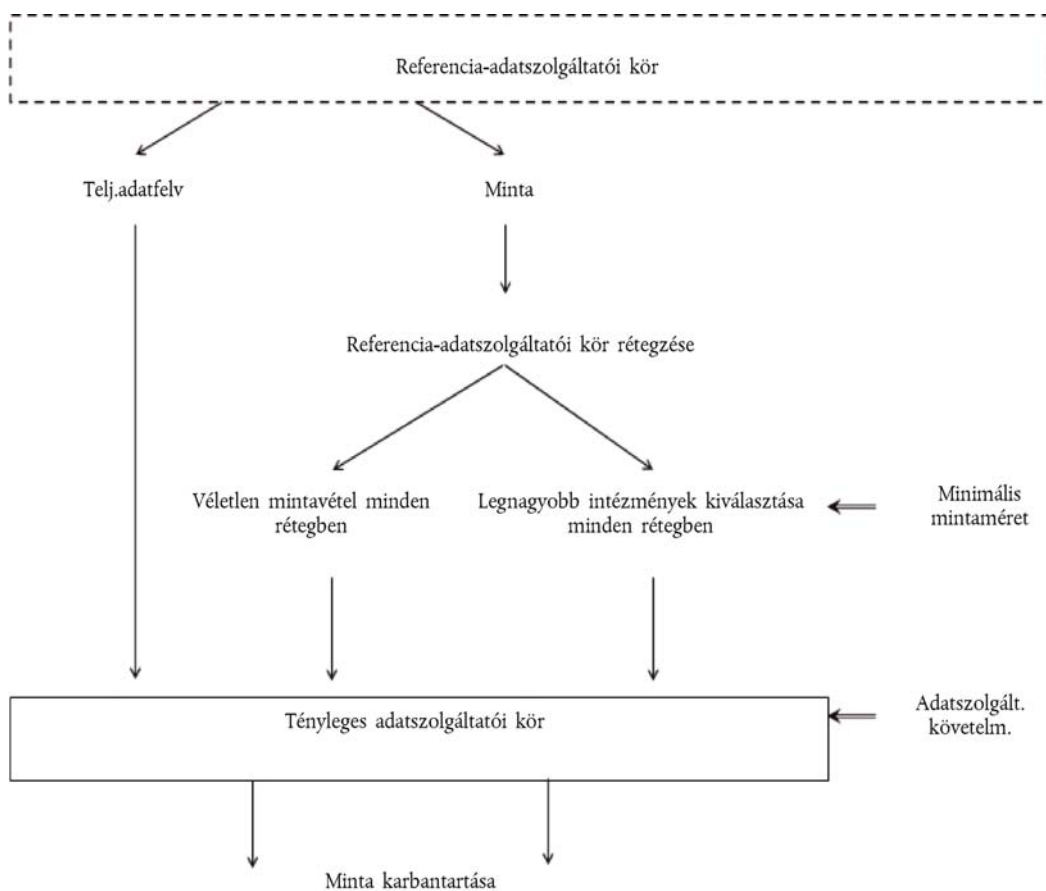 Referencia-adatszolgáltatói kör
Telj.adatfelv
Minta
Referencia-adatszolgáltatói kör rétegzése
Véletlen mintavétel minden
rétegben
Legnagyobb intézmények kiválasztása
minden rétegben
Minimális
mintaméret
Tényleges adatszolgáltatói kör
Adatszolgált.
követelm.
Minta karbantartása